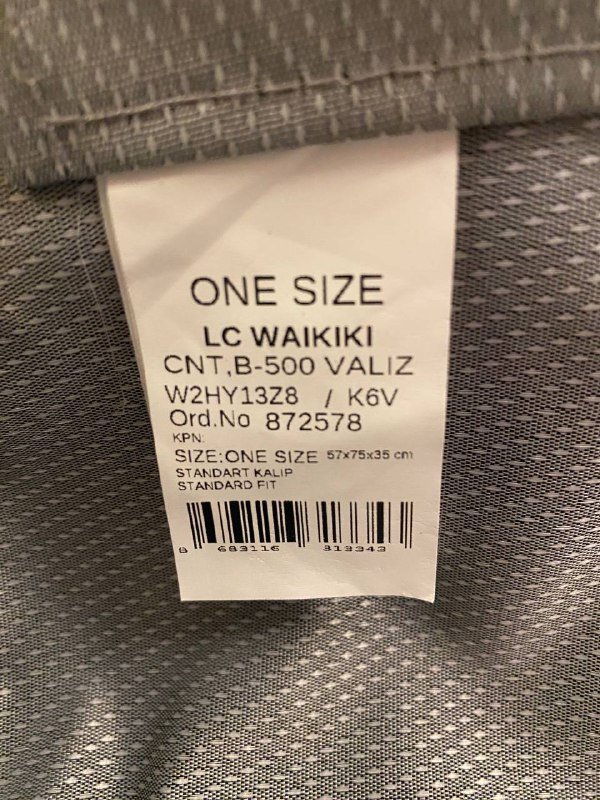 ONE SIZE
LC WAIKIKI
CNT,B-500 VALIZ
W2HY13Z8 / K6V
Ord.No 872578
KPN:
SIZE:ONE SIZE 57x75x35 cm
STANDART KALIP
STANDARD FIT
8 683116 313343